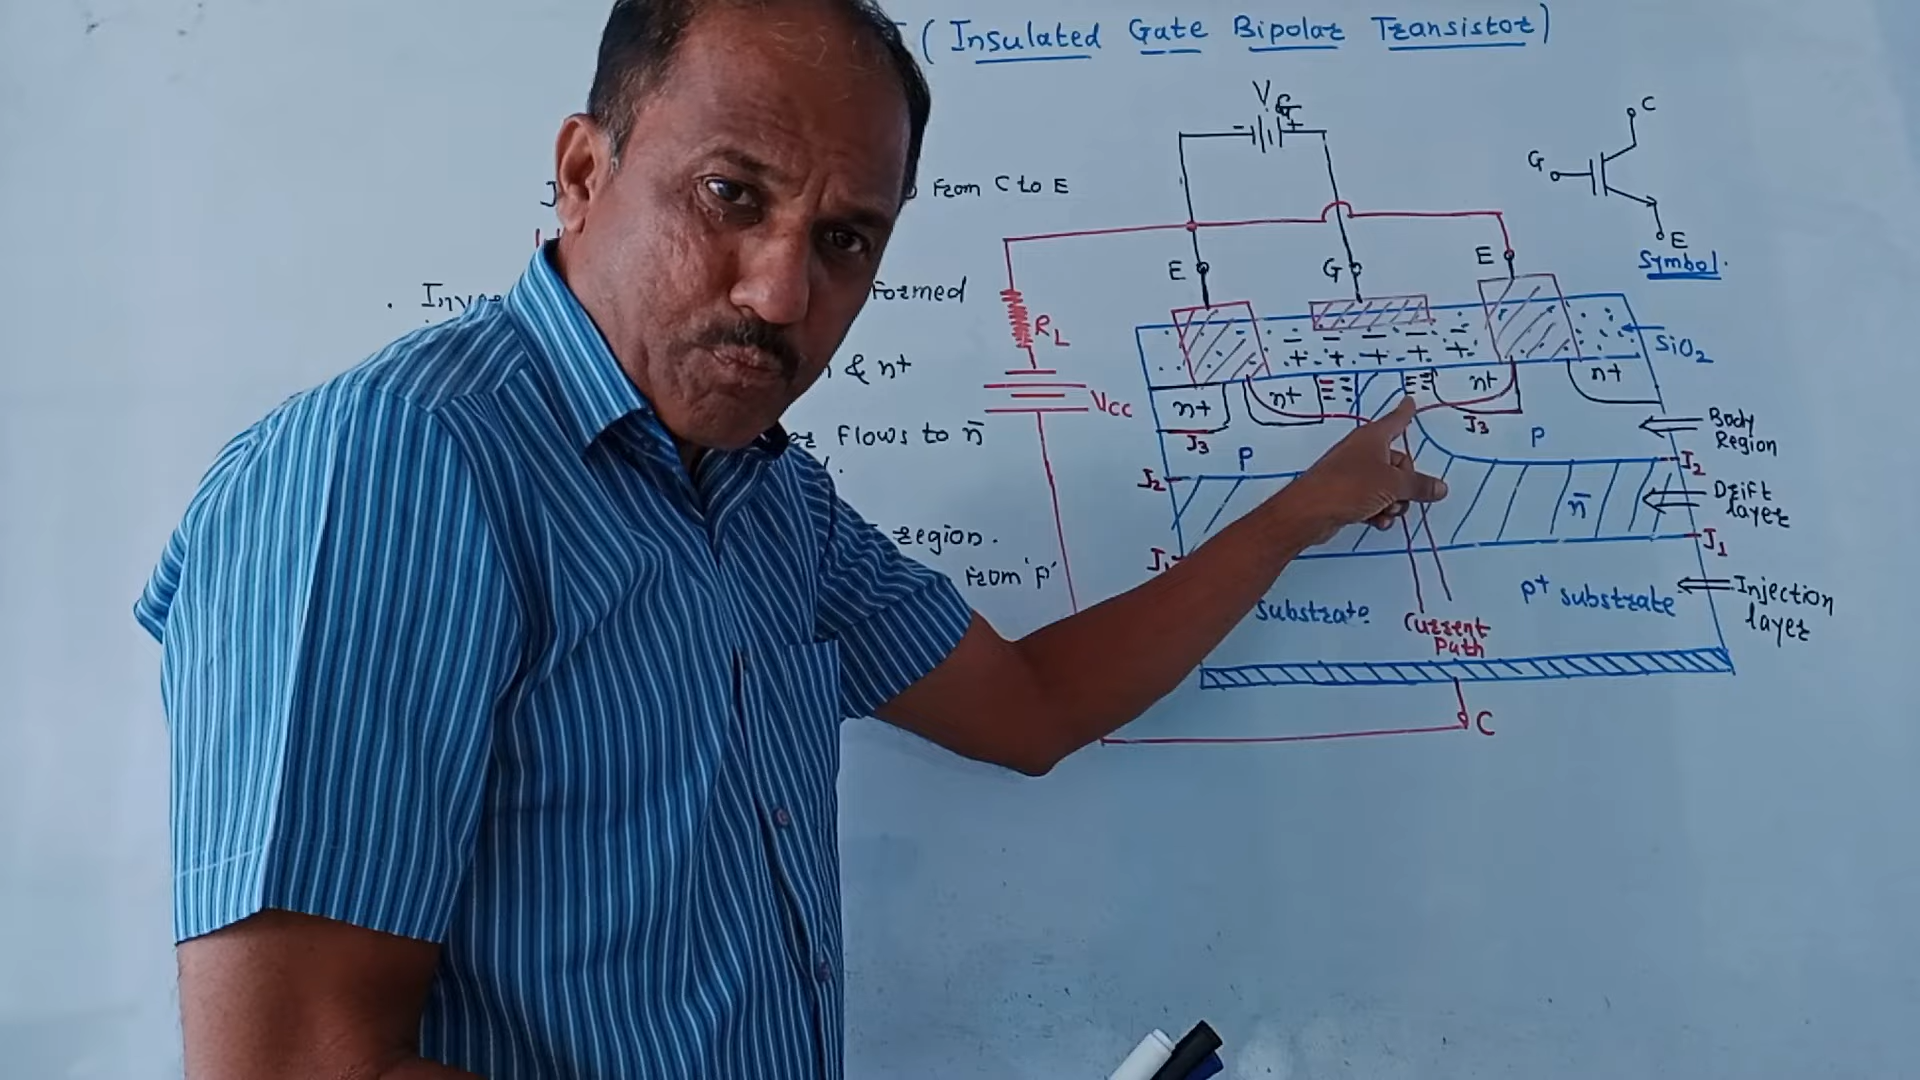 ( Insulated Gate Bipolar Transistor)
VG
- +
C
G
E
Symbol.
From C to E
E G E
Formed
RL
SiO2
& n+
VCC
n+ n+ n+ n+
J3 J3
Body
Region
Flows to n̄
P P
J2 J2
n̄
Drift
layer
region.
J1 J1
From 'P'
substrate
P+ substrate
Injection
layer
Current
Path
C